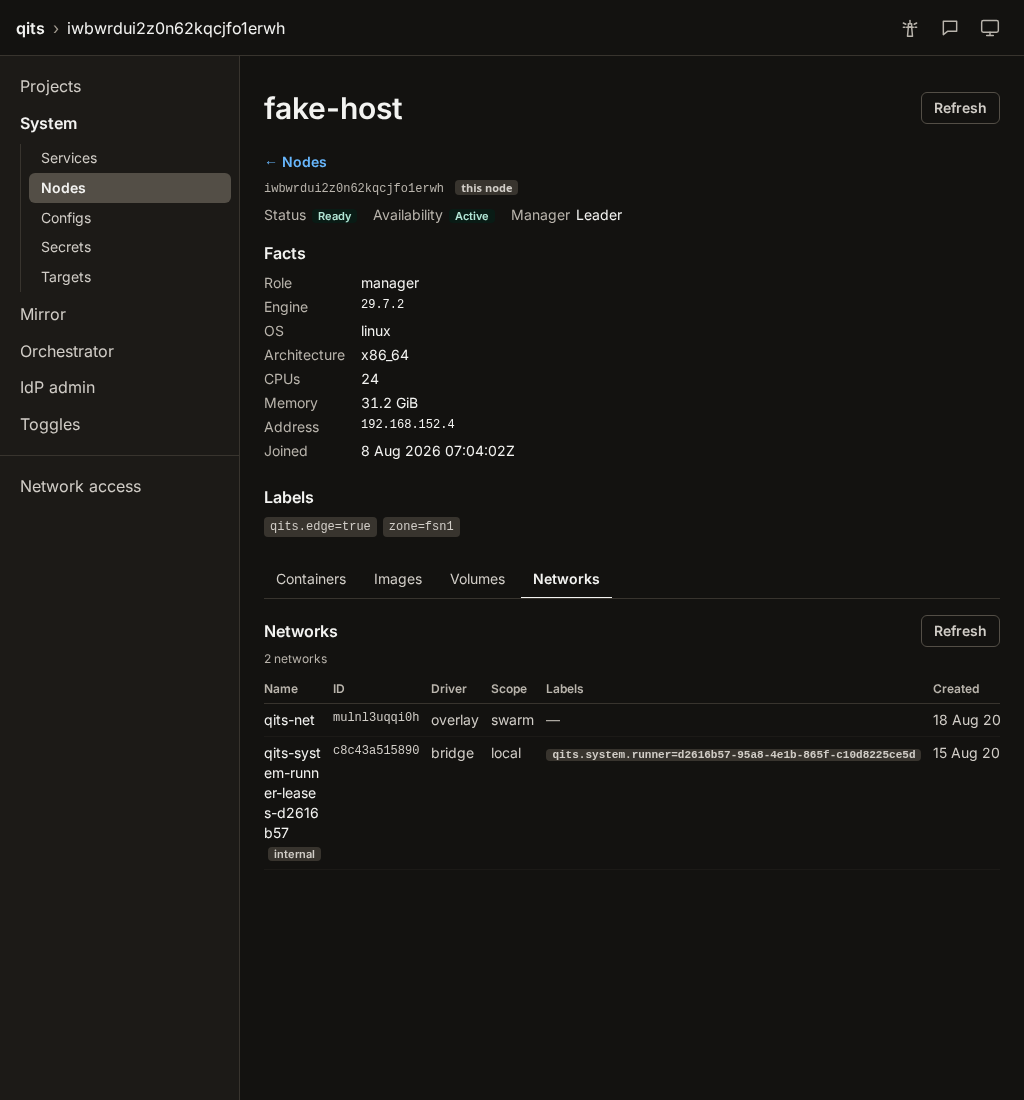 qits › iwbwrdui2z0n62kqcjfo1erwh
Projects
System
Services
Nodes
Configs
Secrets
Targets
Mirror
Orchestrator
IdP admin
Toggles
Network access
fake-host
Refresh
← Nodes
iwbwrdui2z0n62kqcjfo1erwh this node
Status Ready Availability Active Manager Leader
Facts
Role manager
Engine 29.7.2
OS linux
Architecture x86_64
CPUs 24
Memory 31.2 GiB
Address 192.168.152.4
Joined 8 Aug 2026 07:04:02Z
Labels
qits.edge=true zone=fsn1
Containers Images Volumes Networks
Networks
Refresh
2 networks
Name ID Driver Scope Labels Created
qits-net mulnl3uqqi0h overlay swarm — 18 Aug 20
qits-syst c8c43a515890 bridge local qits.system.runner=d2616b57-95a8-4e1b-865f-c10d8225ce5d 15 Aug 20
em-runn
er-lease
s-d2616
b57
internal